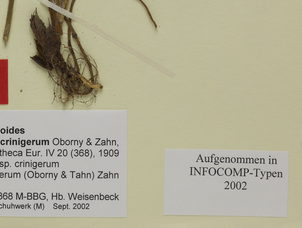 oides
crinigerum Oborny & Zahn,
theca Eur. IV 20 (368), 1909
sp. crinigerum
erum (Oborny & Tahn) Zahn
868 M-BBG, Hb. Weisenbeck
chuhwerk (M) Sept. 2002
Aufgenommen in
INFOCOMP-Typen
2002